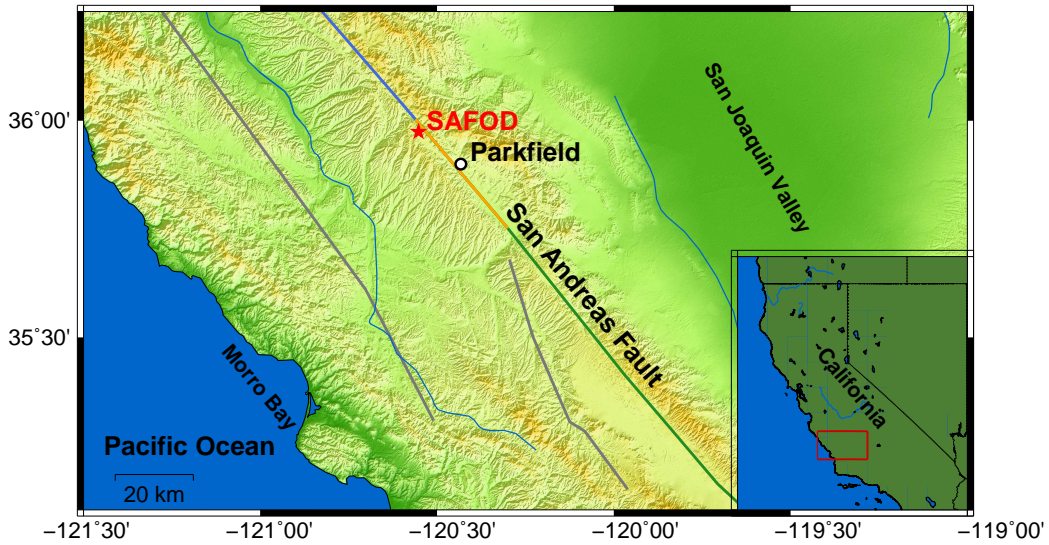 36°00'
35°30'
SAFOD
Parkfield
San Joaquin Valley
San Andreas Fault
Morro Bay
California
Pacific Ocean
20 km
−121°30'
−121°00'
−120°30'
−120°00'
−119°30'
−119°00'